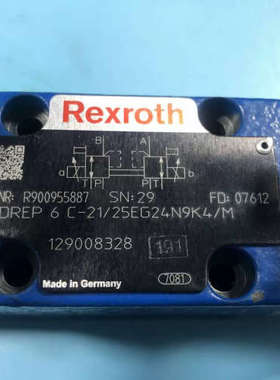 Rexroth
B A
T P P T
NR: R900955887 SN: 29 FD: 07612
DREP 6 C-21/25EG24N9K4/M
129008328 191
Made in Germany 7081